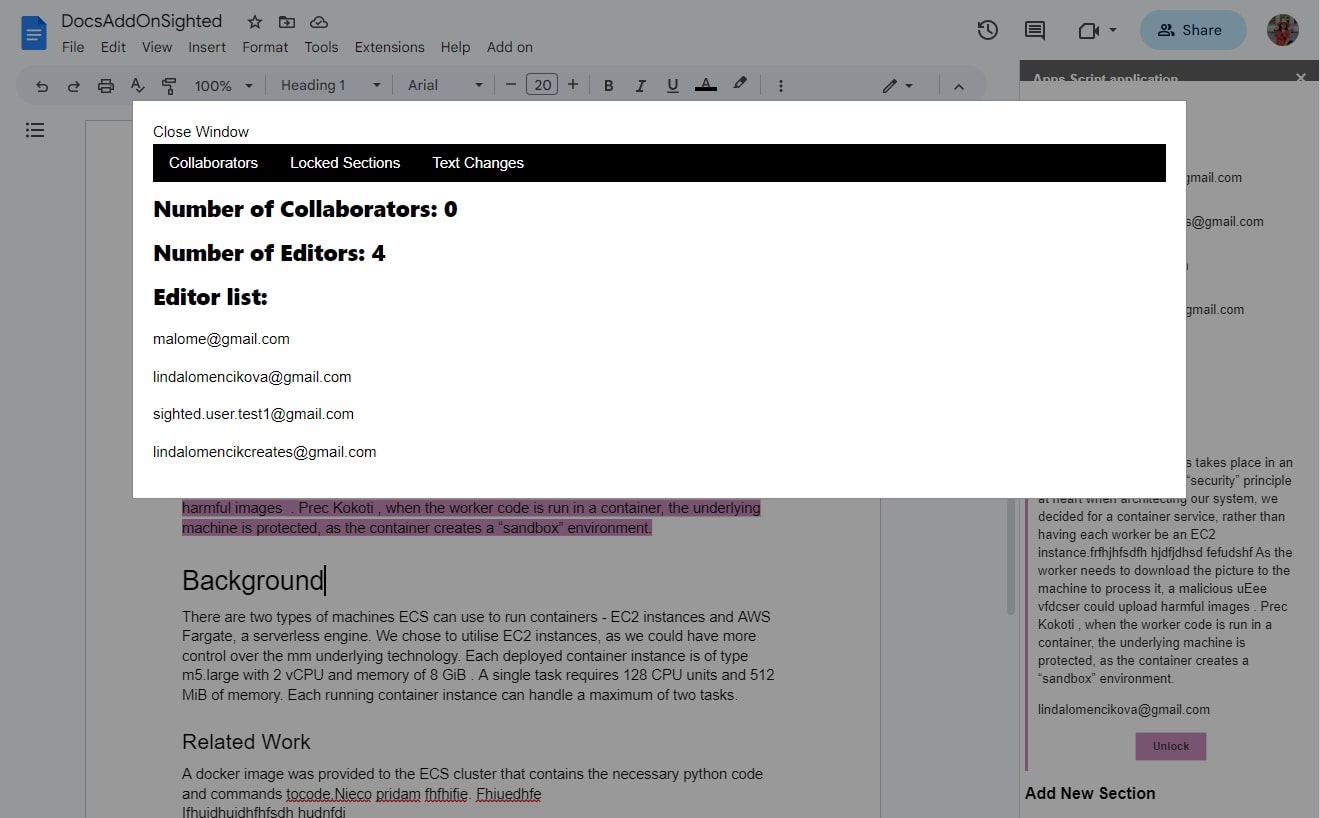 DocsAddOnSighted
File Edit View Insert Format Tools Extensions Help Add on
Share
100% Heading 1 Arial − 20 + B I U A
Apps Script application
Close Window
Collaborators Locked Sections Text Changes
Number of Collaborators: 0
Number of Editors: 4
Editor list:
malome@gmail.com
lindalomencikova@gmail.com
sighted.user.test1@gmail.com
lindalomencikcreates@gmail.com
gmail.com
s@gmail.com
gmail.com
harmful images . Prec Kokoti , when the worker code is run in a container, the underlying
machine is protected, as the container creates a “sandbox” environment.
Background
There are two types of machines ECS can use to run containers - EC2 instances and AWS
Fargate, a serverless engine. We chose to utilise EC2 instances, as we could have more
control over the mm underlying technology. Each deployed container instance is of type
m5.large with 2 vCPU and memory of 8 GiB . A single task requires 128 CPU units and 512
MiB of memory. Each running container instance can handle a maximum of two tasks.
Related Work
A docker image was provided to the ECS cluster that contains the necessary python code
and commands tocode.Nieco pridam fhfhifie. Fhiuedhfe
Ifhuidhuidhfhfsdh hudnfdi
s takes place in an
“security” principle
at heart when architecting our system, we
decided for a container service, rather than
having each worker be an EC2
instance.frfhjhfsdfh hjdfjdhsd fefudshf As the
worker needs to download the picture to the
machine to process it, a malicious uEee
vfdcser could upload harmful images . Prec
Kokoti , when the worker code is run in a
container, the underlying machine is
protected, as the container creates a
“sandbox” environment.
lindalomencikova@gmail.com
Unlock
Add New Section